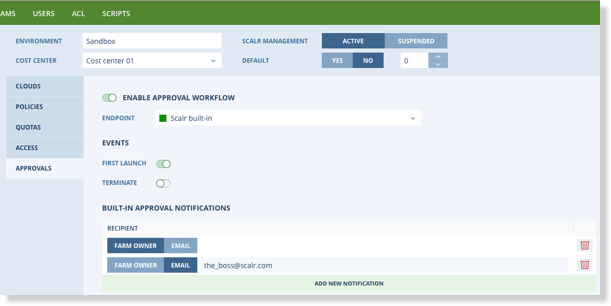 AMS USERS ACL SCRIPTS
ENVIRONMENT Sandbox SCALR MANAGEMENT ACTIVE SUSPENDED
COST CENTER Cost center 01 DEFAULT YES NO 0
CLOUDS
POLICIES
QUOTAS
ACCESS
APPROVALS
ENABLE APPROVAL WORKFLOW
ENDPOINT Scalr built-in
EVENTS
FIRST LAUNCH
TERMINATE
BUILT-IN APPROVAL NOTIFICATIONS
RECIPIENT
FARM OWNER EMAIL
FARM OWNER EMAIL the_boss@scalr.com
ADD NEW NOTIFICATION